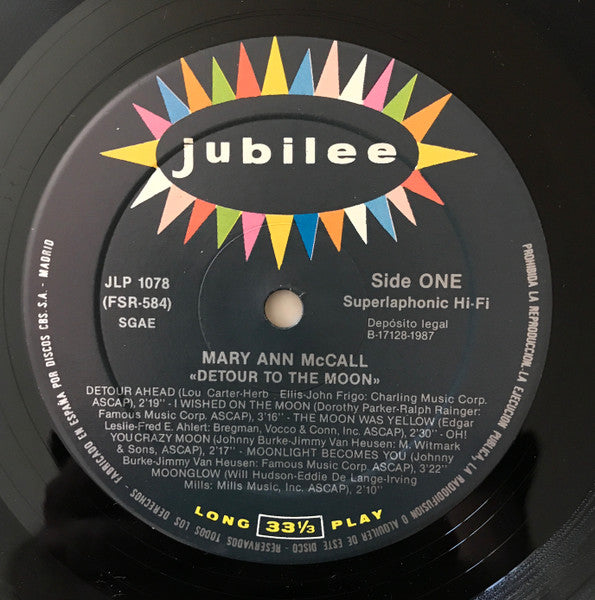 jubilee
JLP 1078
(FSR-584)
SGAE
Side ONE
Superlaphonic Hi-Fi
Depósito legal
B-17128-1987
MARY ANN McCALL
«DETOUR TO THE MOON»
DETOUR AHEAD (Lou Carter-Herb Ellis-John Frigo: Charling Music Corp.
ASCAP), 2'19" - I WISHED ON THE MOON (Dorothy Parker-Ralph Rainger:
Famous Music Corp. ASCAP), 3'16" - THE MOON WAS YELLOW (Edgar
Leslie-Fred E. Ahlert: Bregman, Vocco & Conn, Inc. ASCAP), 2'30" - OH!
YOU CRAZY MOON (Johnny Burke-Jimmy Van Heusen: M. Witmark
& Sons, ASCAP), 2'17" - MOONLIGHT BECOMES YOU (Johnny
Burke-Jimmy Van Heusen: Famous Music Corp. ASCAP), 3'22"
MOONGLOW (Will Hudson-Eddie De Lange-Irving
Mills: Mills Music, Inc. ASCAP), 2'10"
LONG 33⅓ PLAY
PROHIBIDA LA REPRODUCCION, LA EJECUCION PUBLICA, LA RADIODIFUSION O ALQUILER DE ESTE DISCO - RESERVADOS TODOS LOS DERECHOS - FABRICADO EN ESPAÑA POR DISCOS CBS. S.A. - MADRID